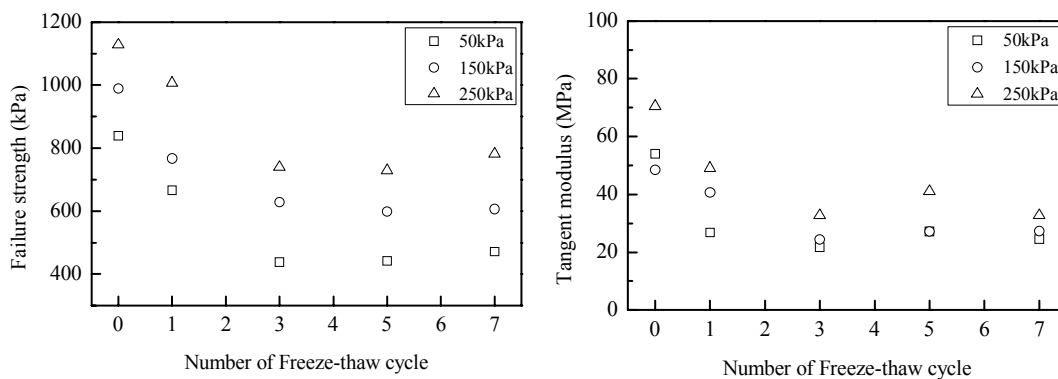 1200
1000
800
600
400
Failure strength (kPa)
50kPa
150kPa
250kPa
0 1 2 3 4 5 6 7
Number of Freeze-thaw cycle
100
80
60
40
20
0
Tangent modulus (MPa)
50kPa
150kPa
250kPa
0 1 2 3 4 5 6 7
Number of Freeze-thaw cycle